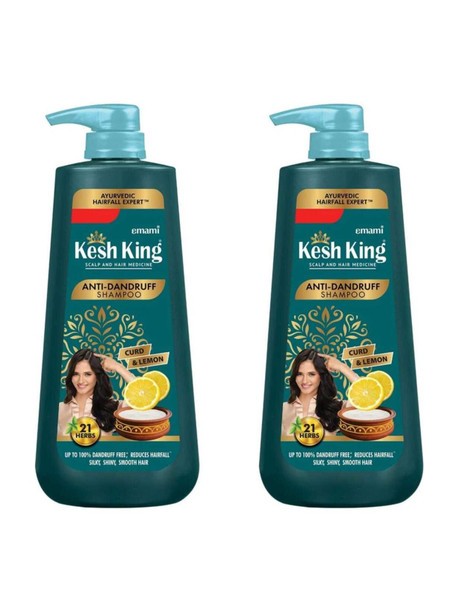 AYURVEDIC
HAIRFALL EXPERT™
emami
Kesh King
SCALP AND HAIR MEDICINE
ANTI-DANDRUFF
SHAMPOO
CURD
& LEMON
21
HERBS
UP TO 100% DANDRUFF FREE, REDUCES HAIRFALL
SILKY, SHINY, SMOOTH HAIR
AYURVEDIC
HAIRFALL EXPERT™
emami
Kesh King
SCALP AND HAIR MEDICINE
ANTI-DANDRUFF
SHAMPOO
CURD
& LEMON
21
HERBS
UP TO 100% DANDRUFF FREE, REDUCES HAIRFALL
SILKY, SHINY, SMOOTH HAIR